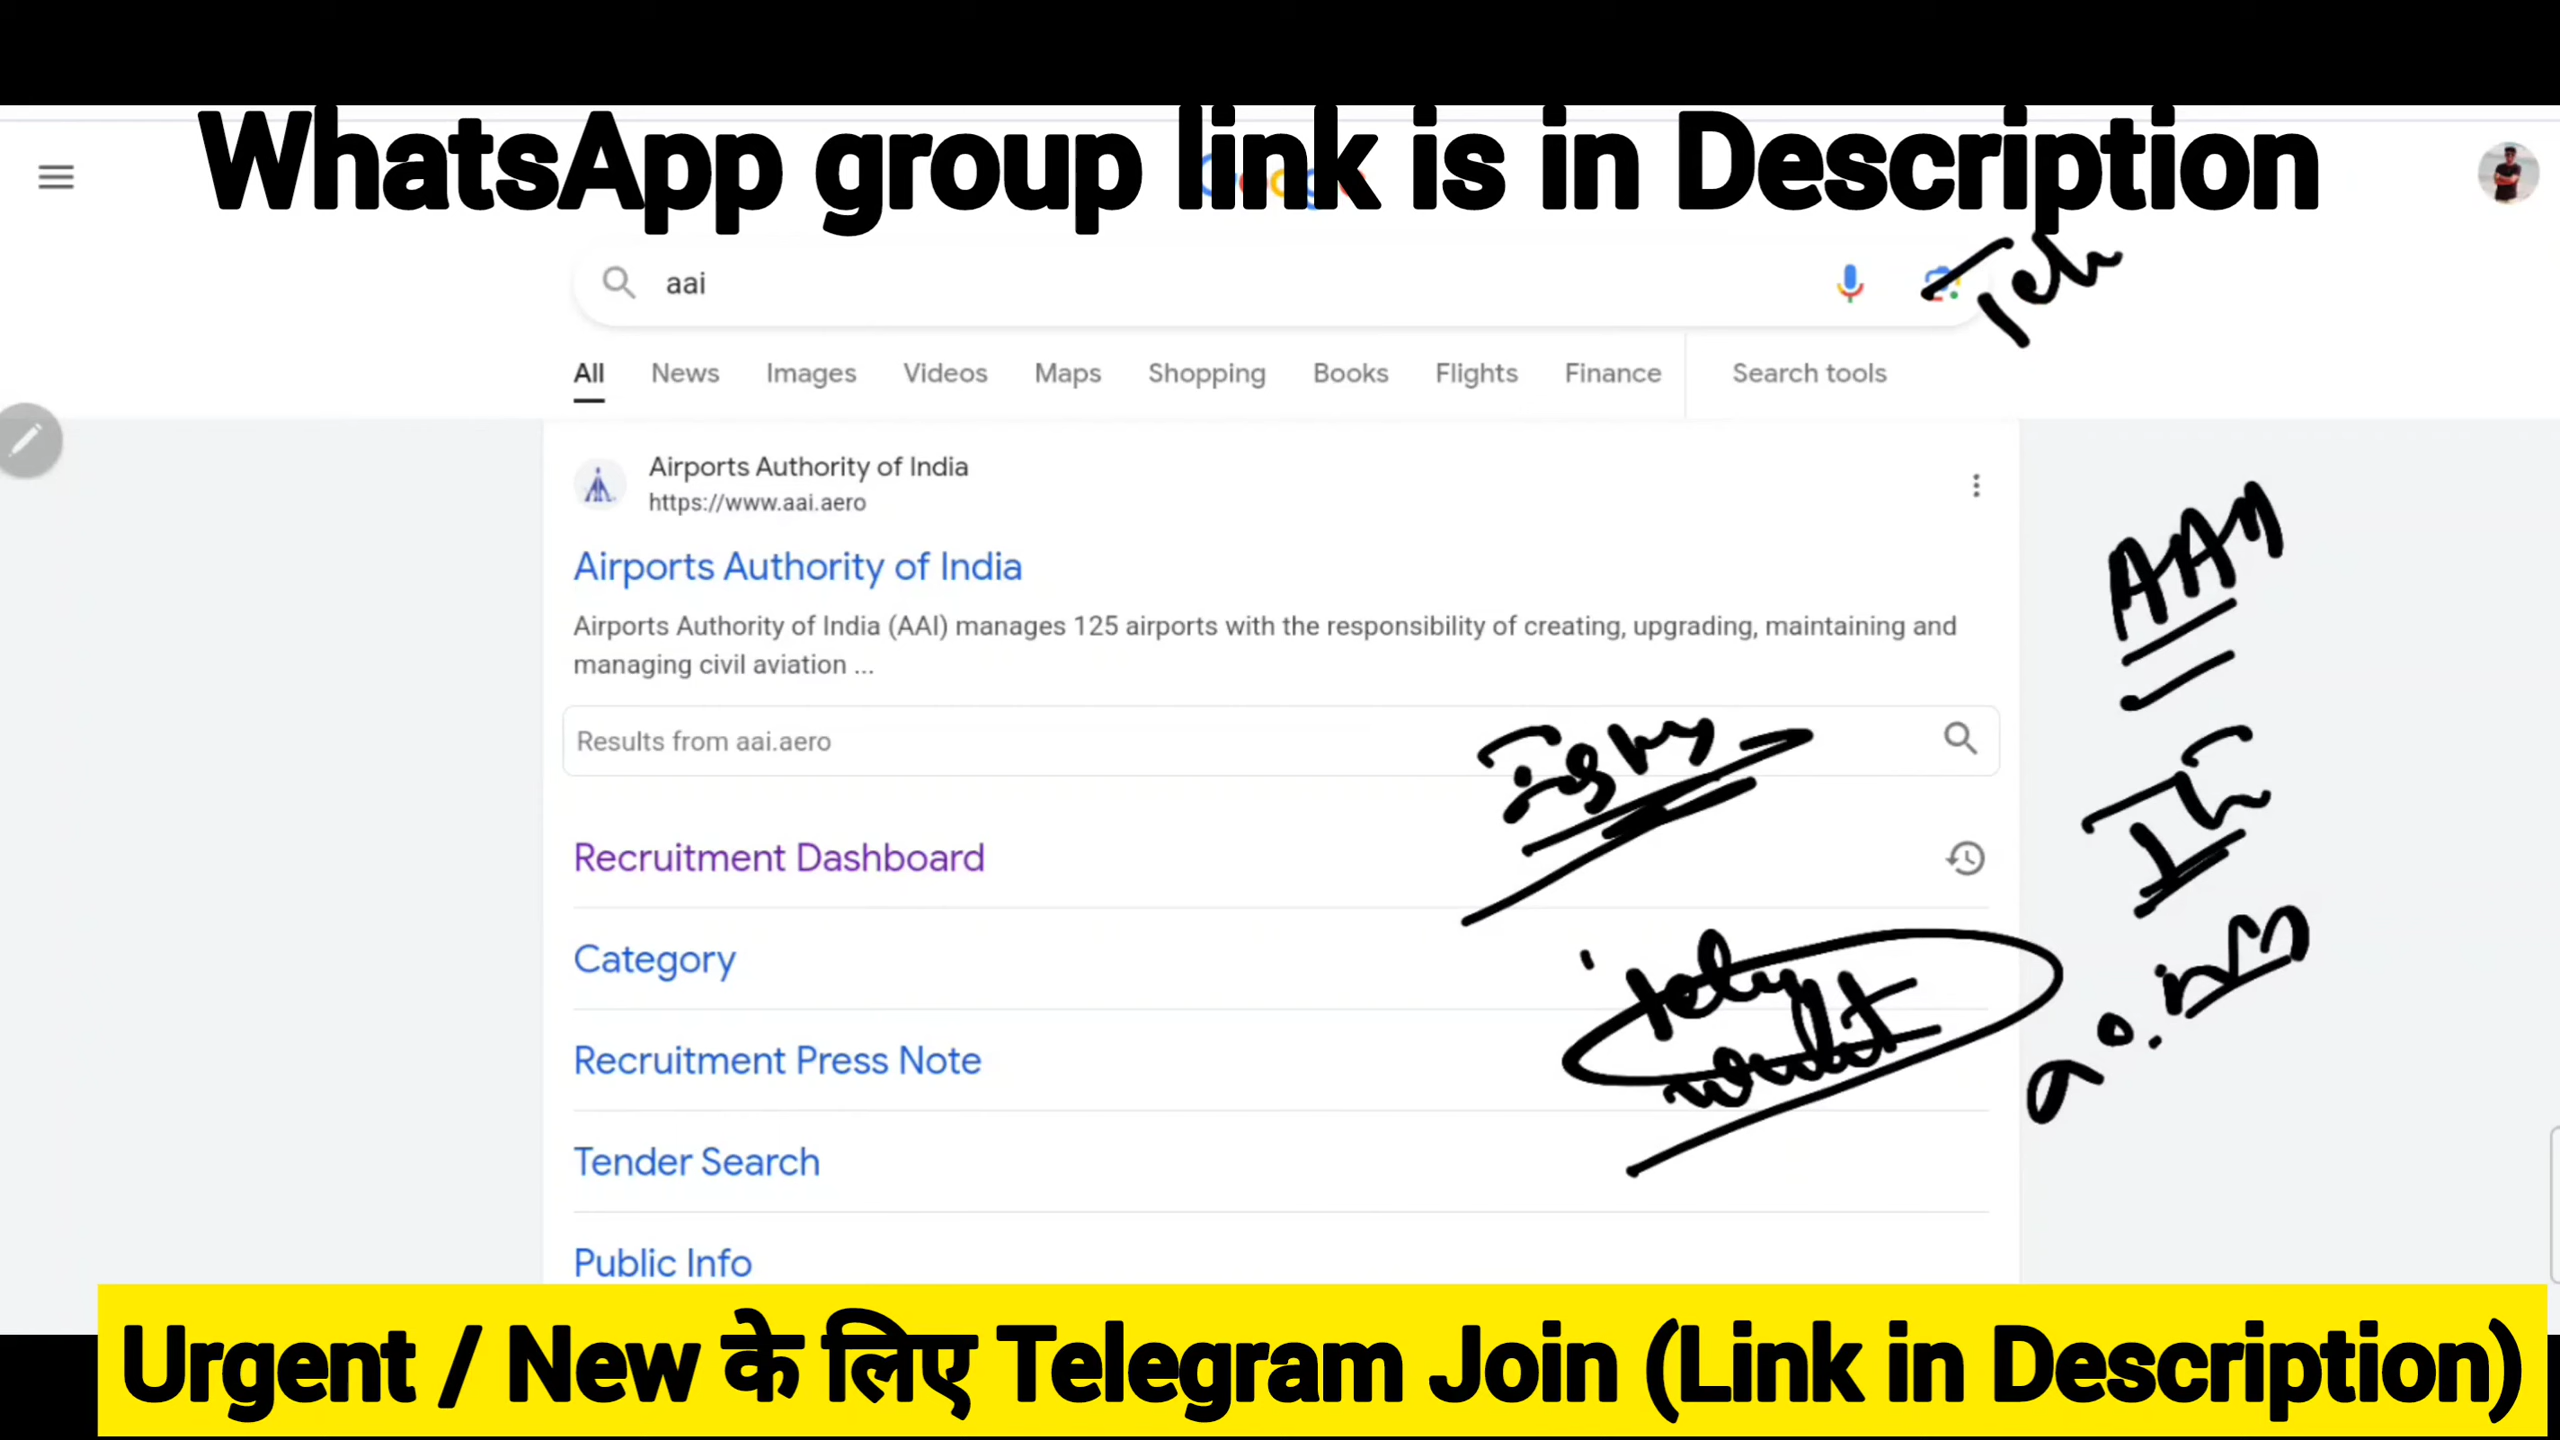 WhatsApp group link is in Description
aai
All News Images Videos Maps Shopping Books Flights Finance Search tools
Airports Authority of India
https://www.aai.aero
Airports Authority of India
Airports Authority of India (AAI) manages 125 airports with the responsibility of creating, upgrading, maintaining and
managing civil aviation ...
Results from aai.aero
Recruitment Dashboard
Category
Recruitment Press Note
Tender Search
Public Info
Urgent / New के लिए Telegram Join (Link in Description)